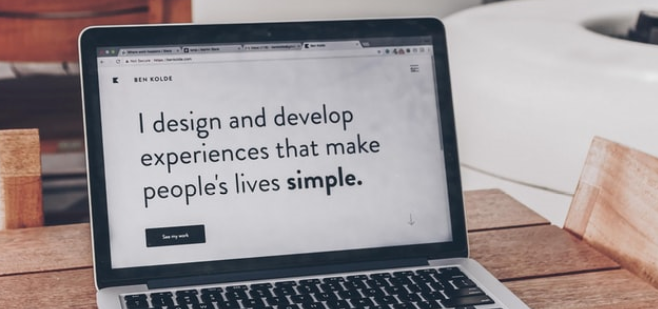 BEN KOLDE
I design and develop
experiences that make
people's lives simple.
See my work